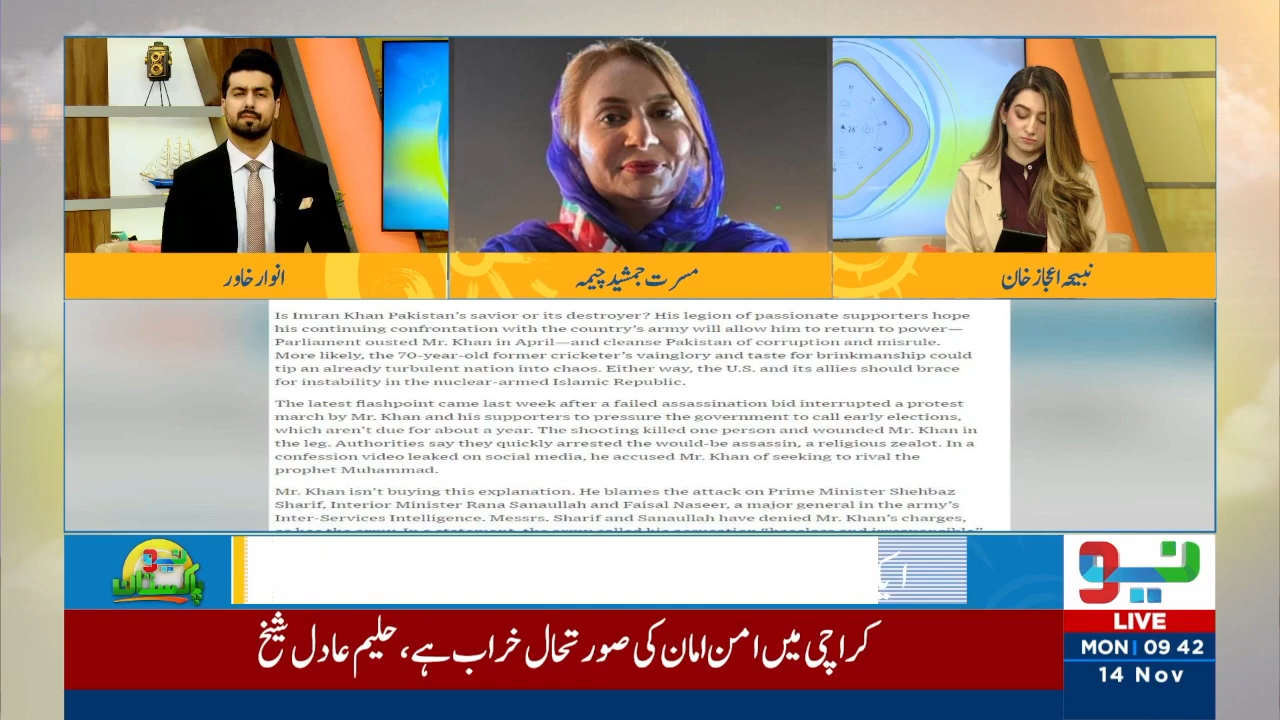 انوار خاور
مسرت جمشید چیمہ
نبیحہ اعجاز خان
Is Imran Khan Pakistan's savior or its destroyer? His legion of passionate supporters hope
his continuing confrontation with the country's army will allow him to return to power—
Parliament ousted Mr. Khan in April—and cleanse Pakistan of corruption and misrule.
More likely, the 70-year-old former cricketer's vainglory and taste for brinkmanship could
tip an already turbulent nation into chaos. Either way, the U.S. and its allies should brace
for instability in the nuclear-armed Islamic Republic.
The latest flashpoint came last week after a failed assassination bid interrupted a protest
march by Mr. Khan and his supporters to pressure the government to call early elections,
which aren't due for about a year. The shooting killed one person and wounded Mr. Khan in
the leg. Authorities say they quickly arrested the would-be assassin, a religious zealot. In a
confession video leaked on social media, he accused Mr. Khan of seeking to rival the
prophet Muhammad.
Mr. Khan isn't buying this explanation. He blames the attack on Prime Minister Shehbaz
Sharif, Interior Minister Rana Sanaullah and Faisal Naseer, a major general in the army's
Inter-Services Intelligence. Messrs. Sharif and Sanaullah have denied Mr. Khan's charges,
نیو
پاکستان
نیو
LIVE
کراچی میں امن امان کی صورتحال خراب ہے، حلیم عادل شیخ
MON 09 42
14 Nov